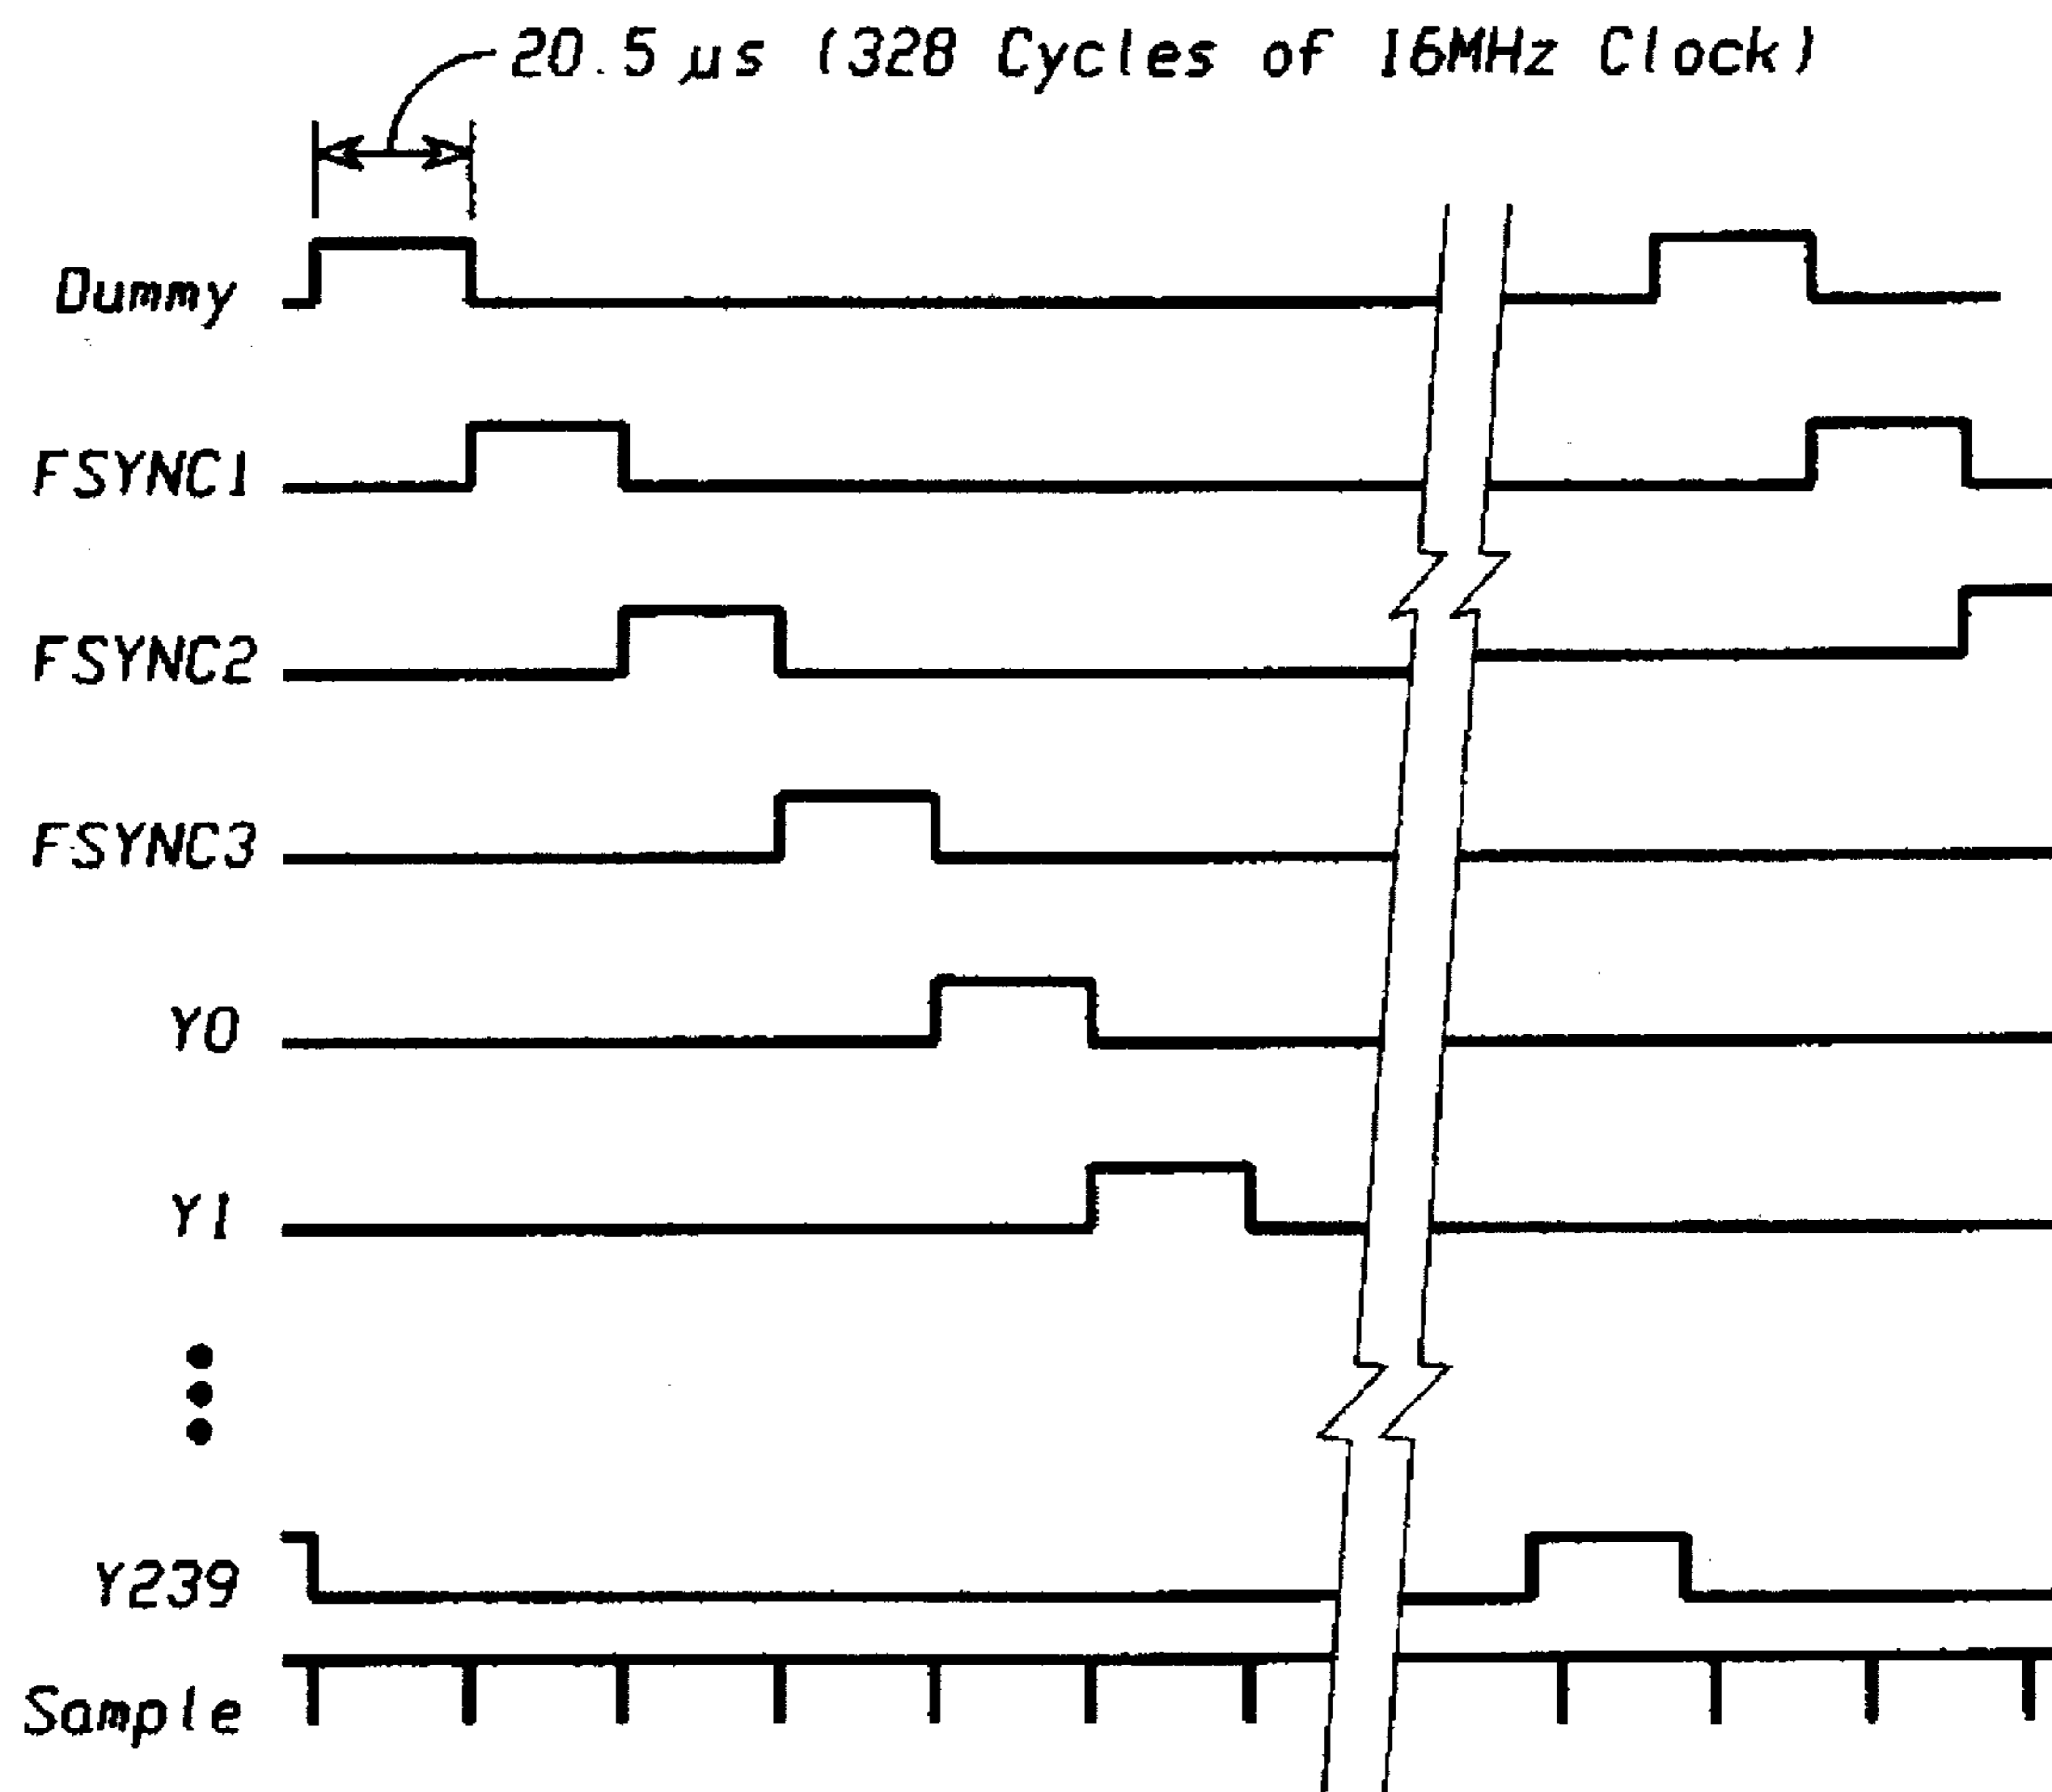 20.5 µs (328 Cycles of 16MHz Clock)
Dummy
FSYNC1
FSYNC2
FSYNC3
Y0
Y1
Y239
Sample